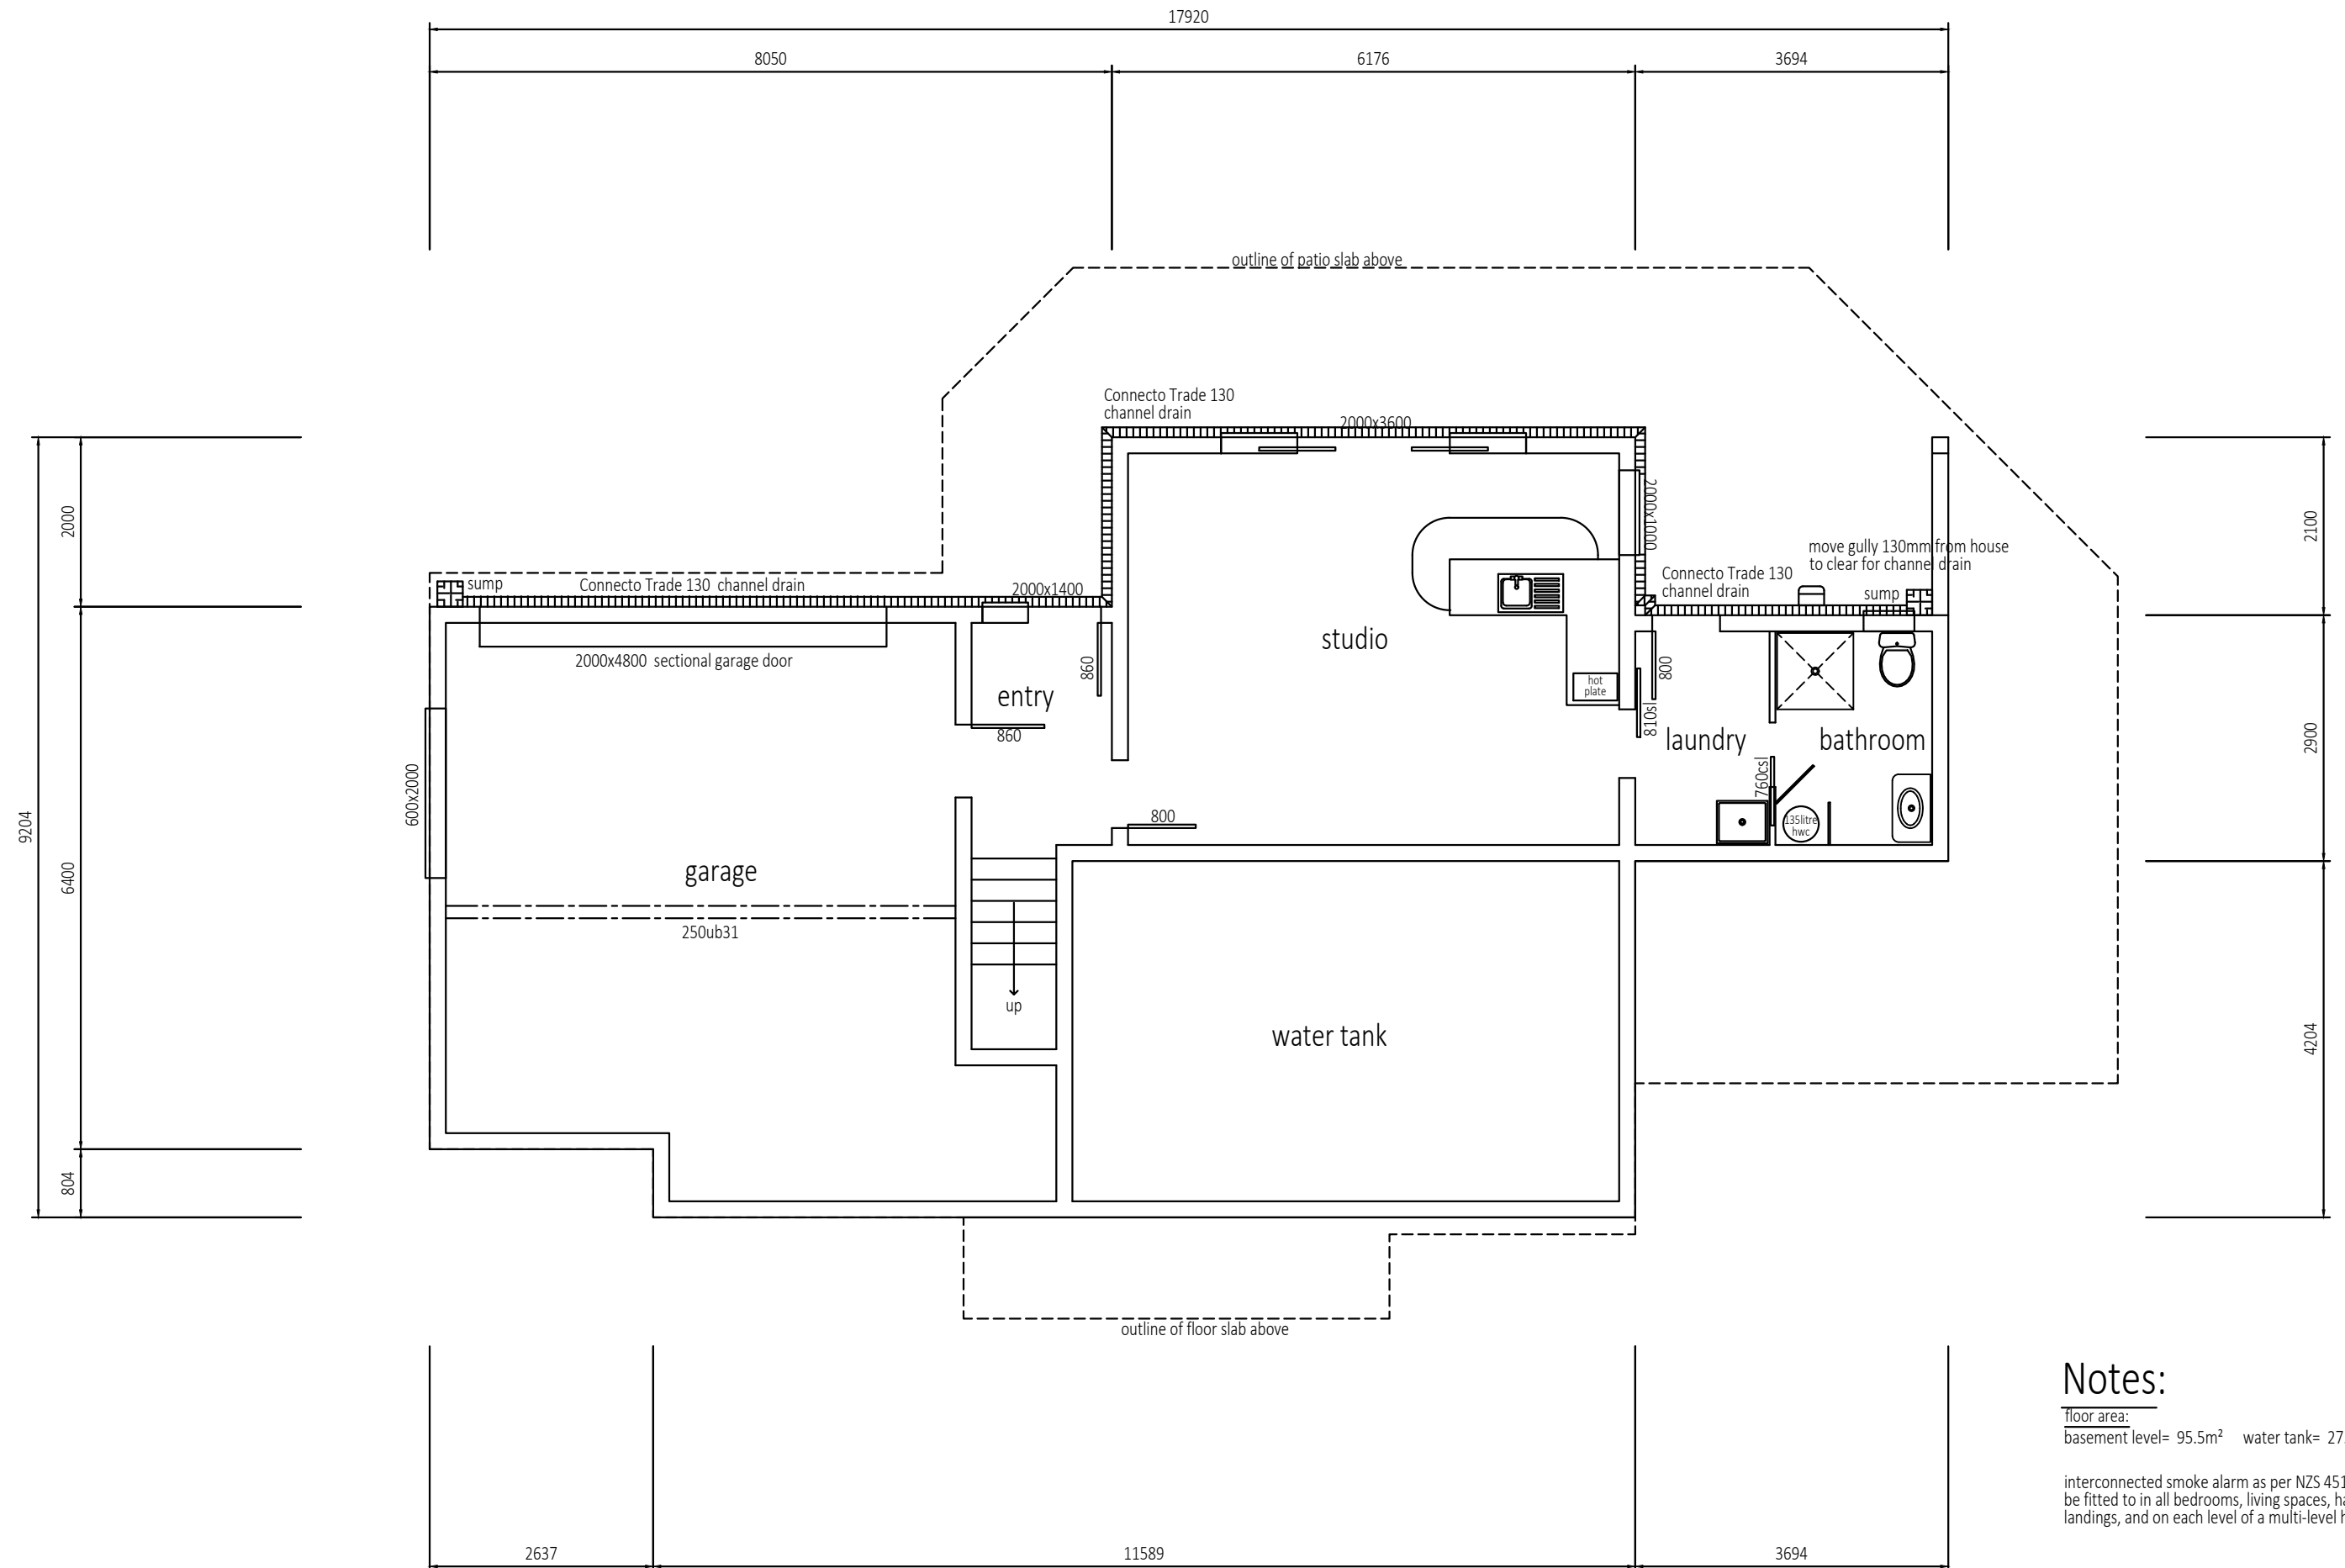 17920
8050
6176
3694
outline of patio slab above
Connecto Trade 130
channel drain
2000x3600
2000
2000x1000
2100
move gully 130mm from house
to clear for channel drain
Connecto Trade 130
channel drain
sump
sump
Connecto Trade 130 channel drain
2000x1400
2000x4800 sectional garage door
studio
860
entry
860
hot
plate
800
810sl
laundry
bathroom
2900
760csl
600x2000
9204
800
135litre
hwc
garage
6400
250ub31
up
water tank
4204
804
outline of floor slab above
Notes:
floor area:
basement level= 95.5m² water tank= 27
interconnected smoke alarm as per NZS 451
be fitted to in all bedrooms, living spaces,
landings, and on each level of a multi-level
2637
11589
3694